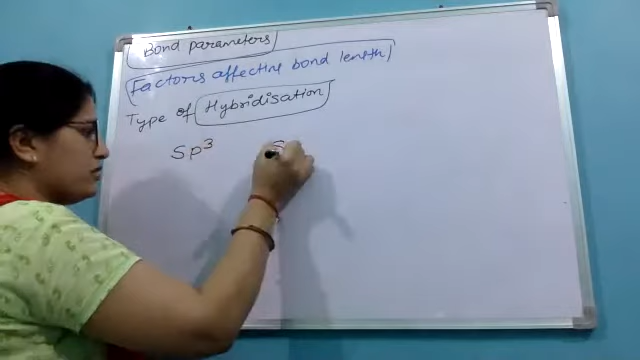 Bond parameters
Factors affecting bond length
Type of Hybridisation
Sp³ S